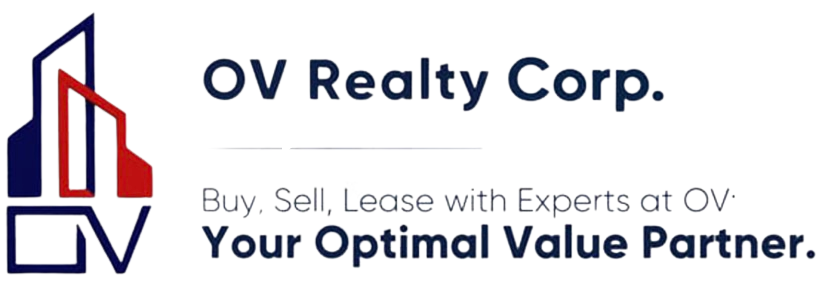 OV Realty Corp.
Buy, Sell, Lease with Experts at OV.
Your Optimal Value Partner.
OV